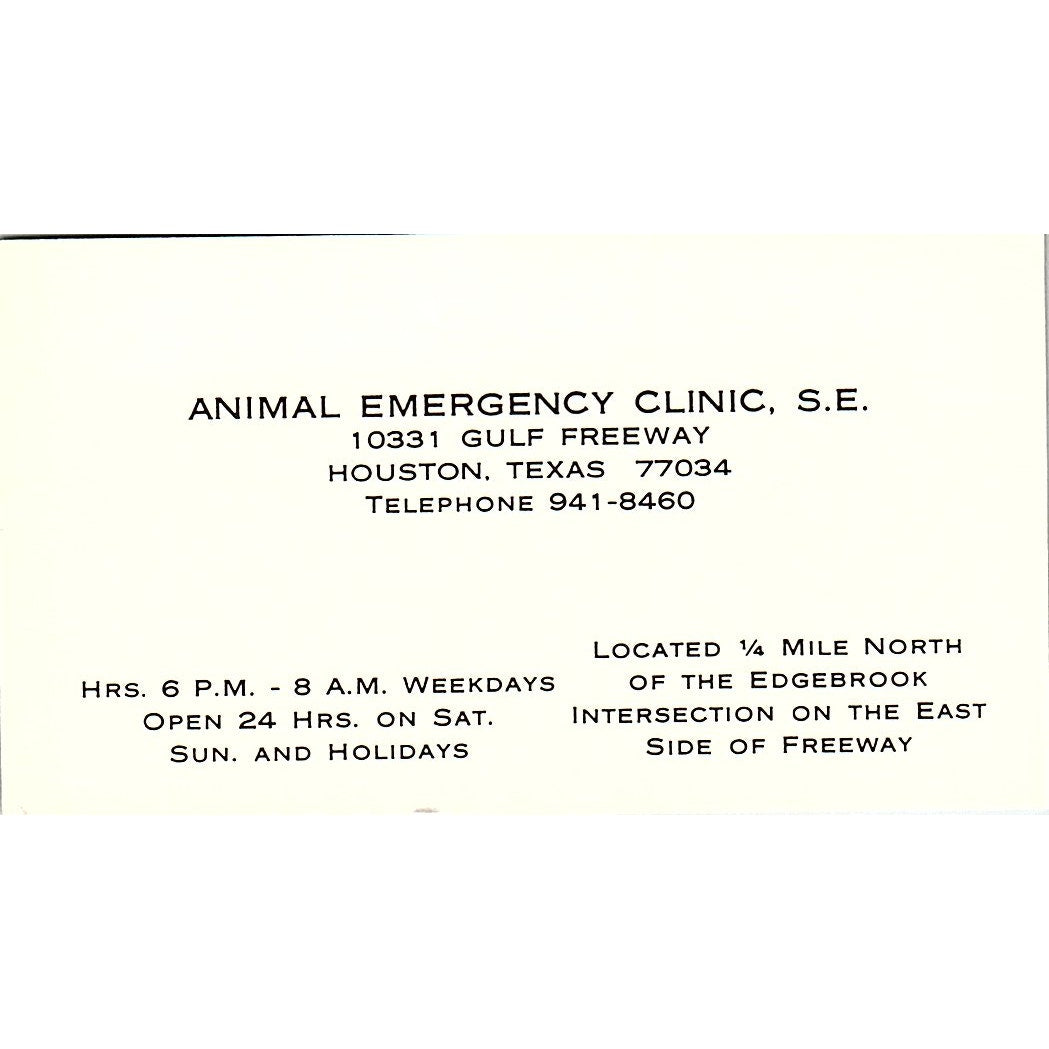 ANIMAL EMERGENCY CLINIC, S.E.
10331 GULF FREEWAY
HOUSTON, TEXAS 77034
TELEPHONE 941-8460
HRS. 6 P.M. - 8 A.M. WEEKDAYS
OPEN 24 HRS. ON SAT.
SUN. AND HOLIDAYS
LOCATED ¼ MILE NORTH
OF THE EDGEBROOK
INTERSECTION ON THE EAST
SIDE OF FREEWAY